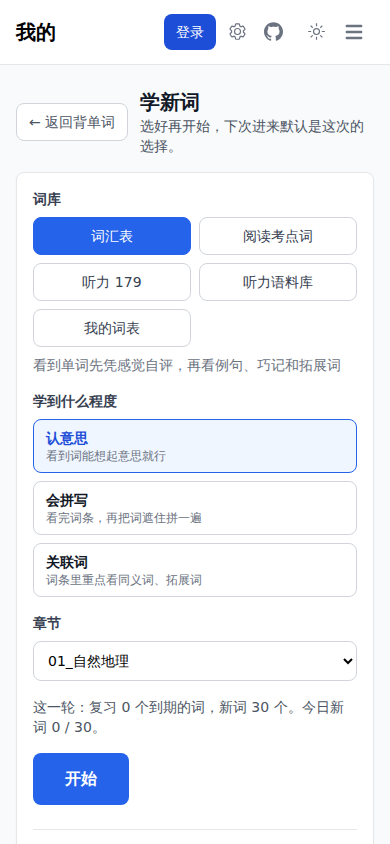 我的
登录
← 返回背单词
学新词
选好再开始，下次进来默认是这次的
选择。
词库
词汇表
阅读考点词
听力 179
听力语料库
我的词表
看到单词先凭感觉自评，再看例句、巧记和拓展词
学到什么程度
认意思
看到词能想起意思就行
会拼写
看完词条，再把词遮住拼一遍
关联词
词条里重点看同义词、拓展词
章节
01_自然地理
这一轮：复习 0 个到期的词，新词 30 个。今日新
词 0 / 30。
开始